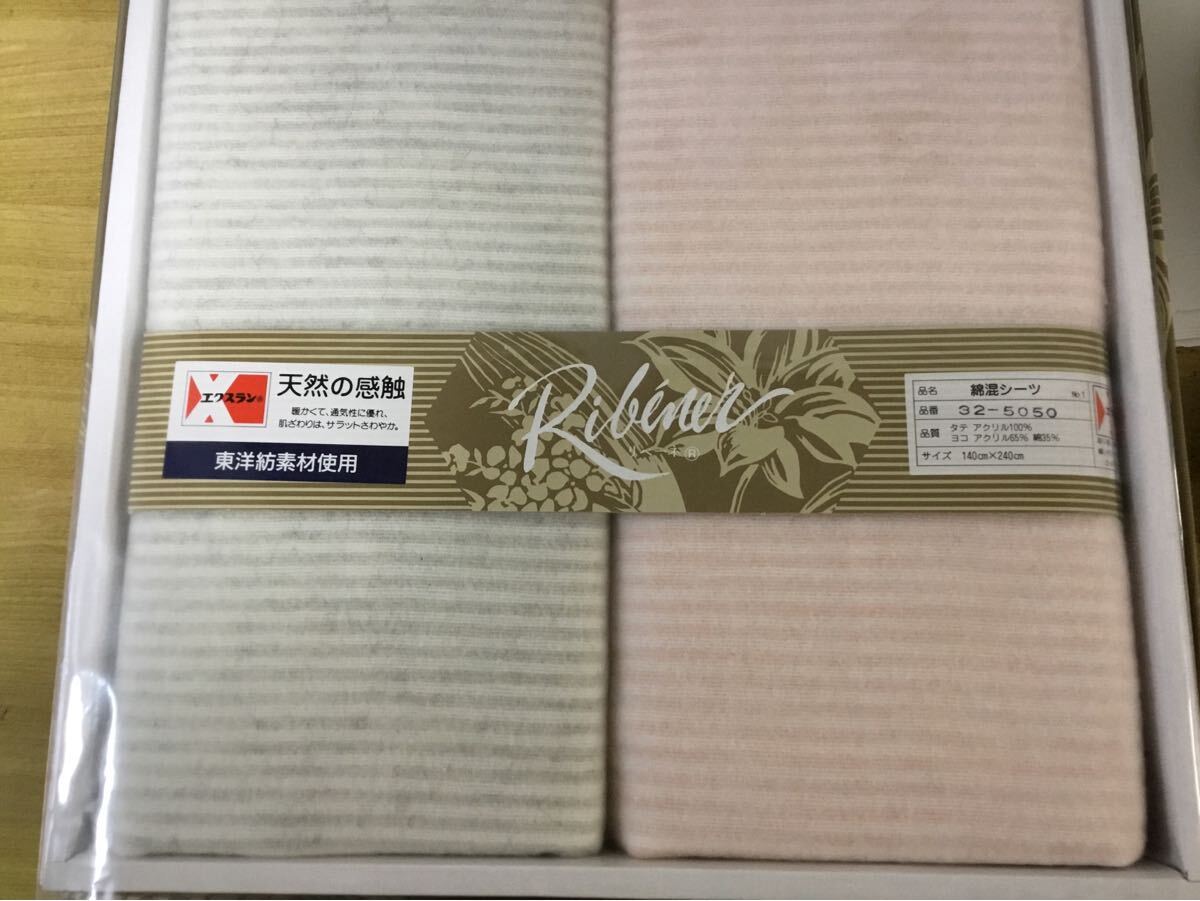 エクスラン®
天然の感触
暖かくて、通気性に優れ、
肌ざわりは、サラットさわやか。
東洋紡素材使用
Ribéner
®
品名 綿混シーツ No.1
品番 32-5050
品質 タテ アクリル100%
ヨコ アクリル65% 綿35%
サイズ 140cm×240cm